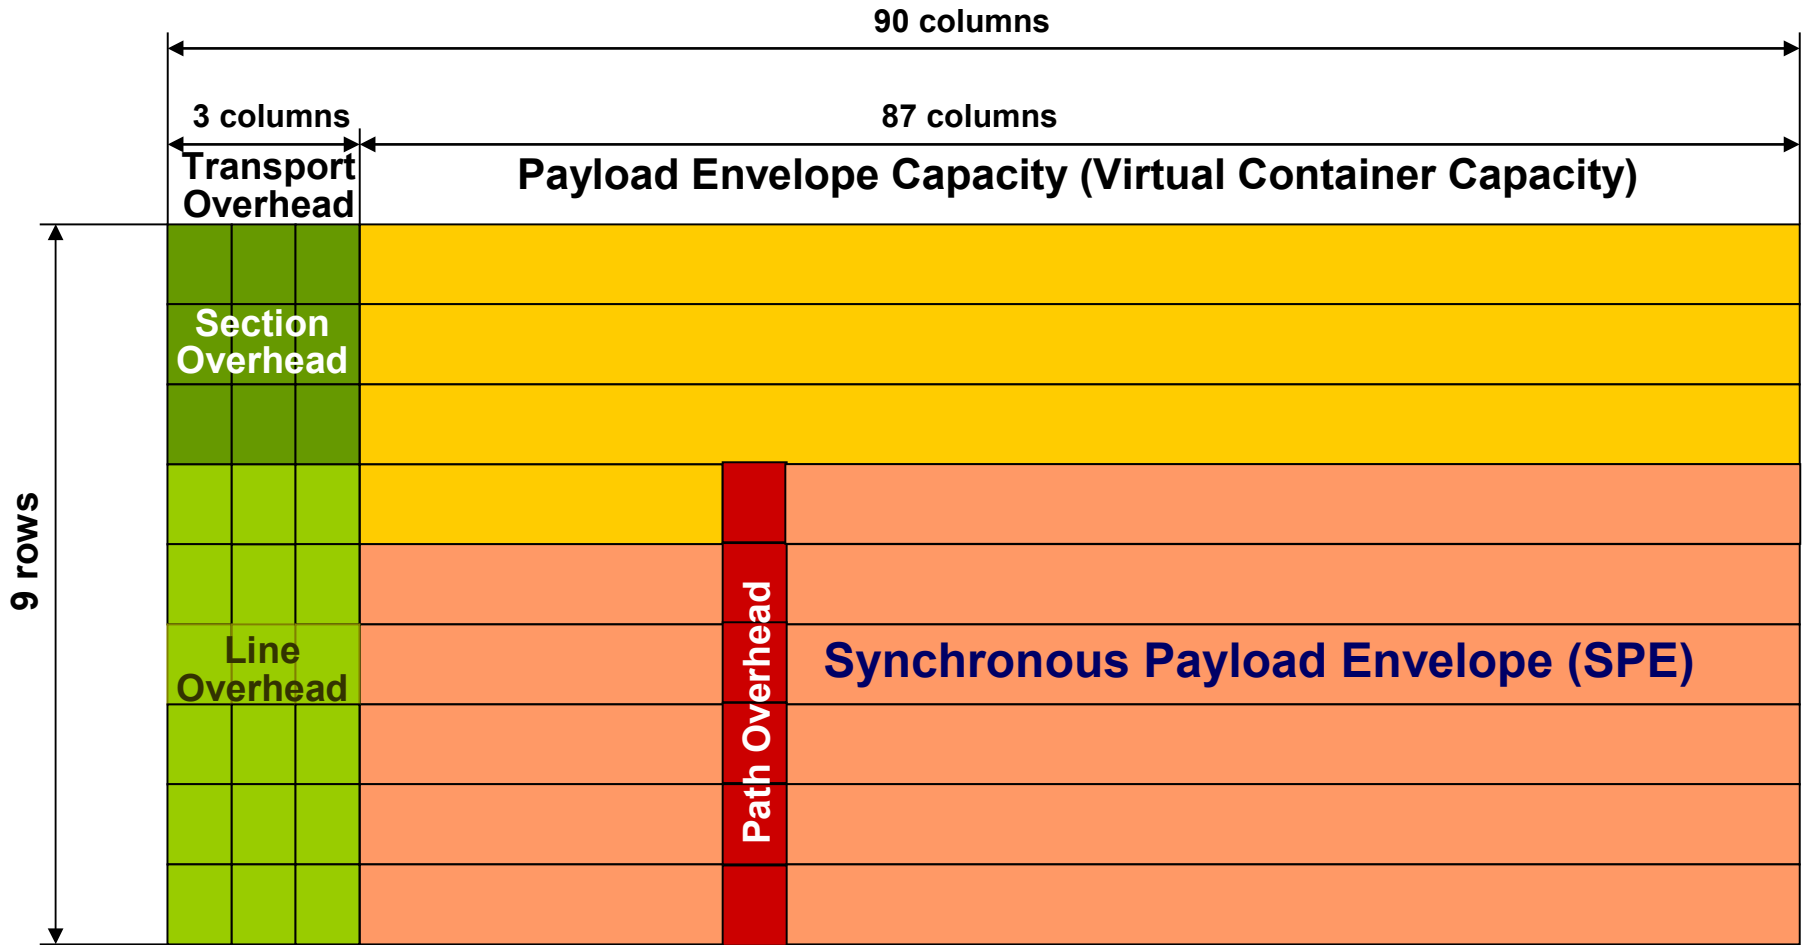 90 columns
3 columns
87 columns
Transport
Overhead
Payload Envelope Capacity (Virtual Container Capacity)
Section
Overhead
9 rows
Line
Overhead
Path Overhead
Synchronous Payload Envelope (SPE)